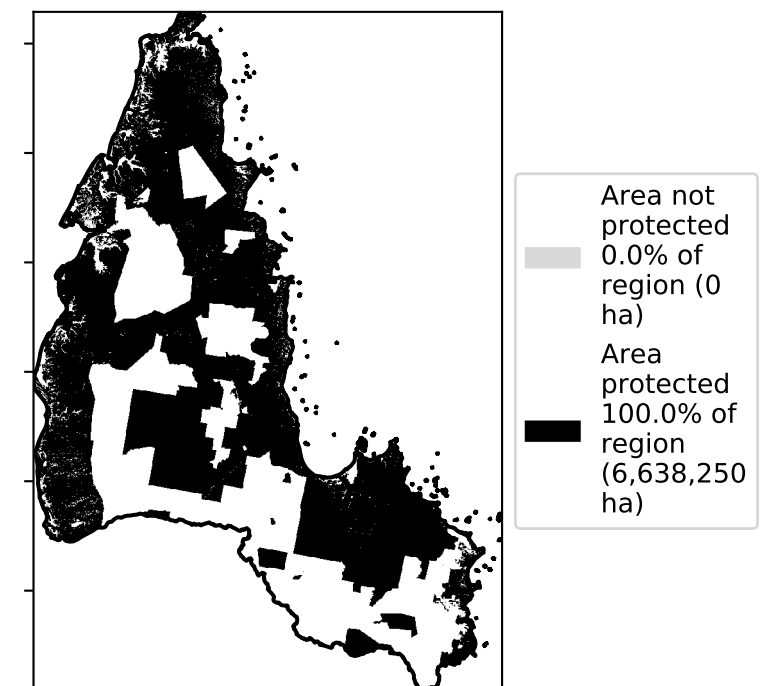 Area not
protected
0.0% of
region (0
ha)
Area
protected
100.0% of
region
(6,638,250
ha)